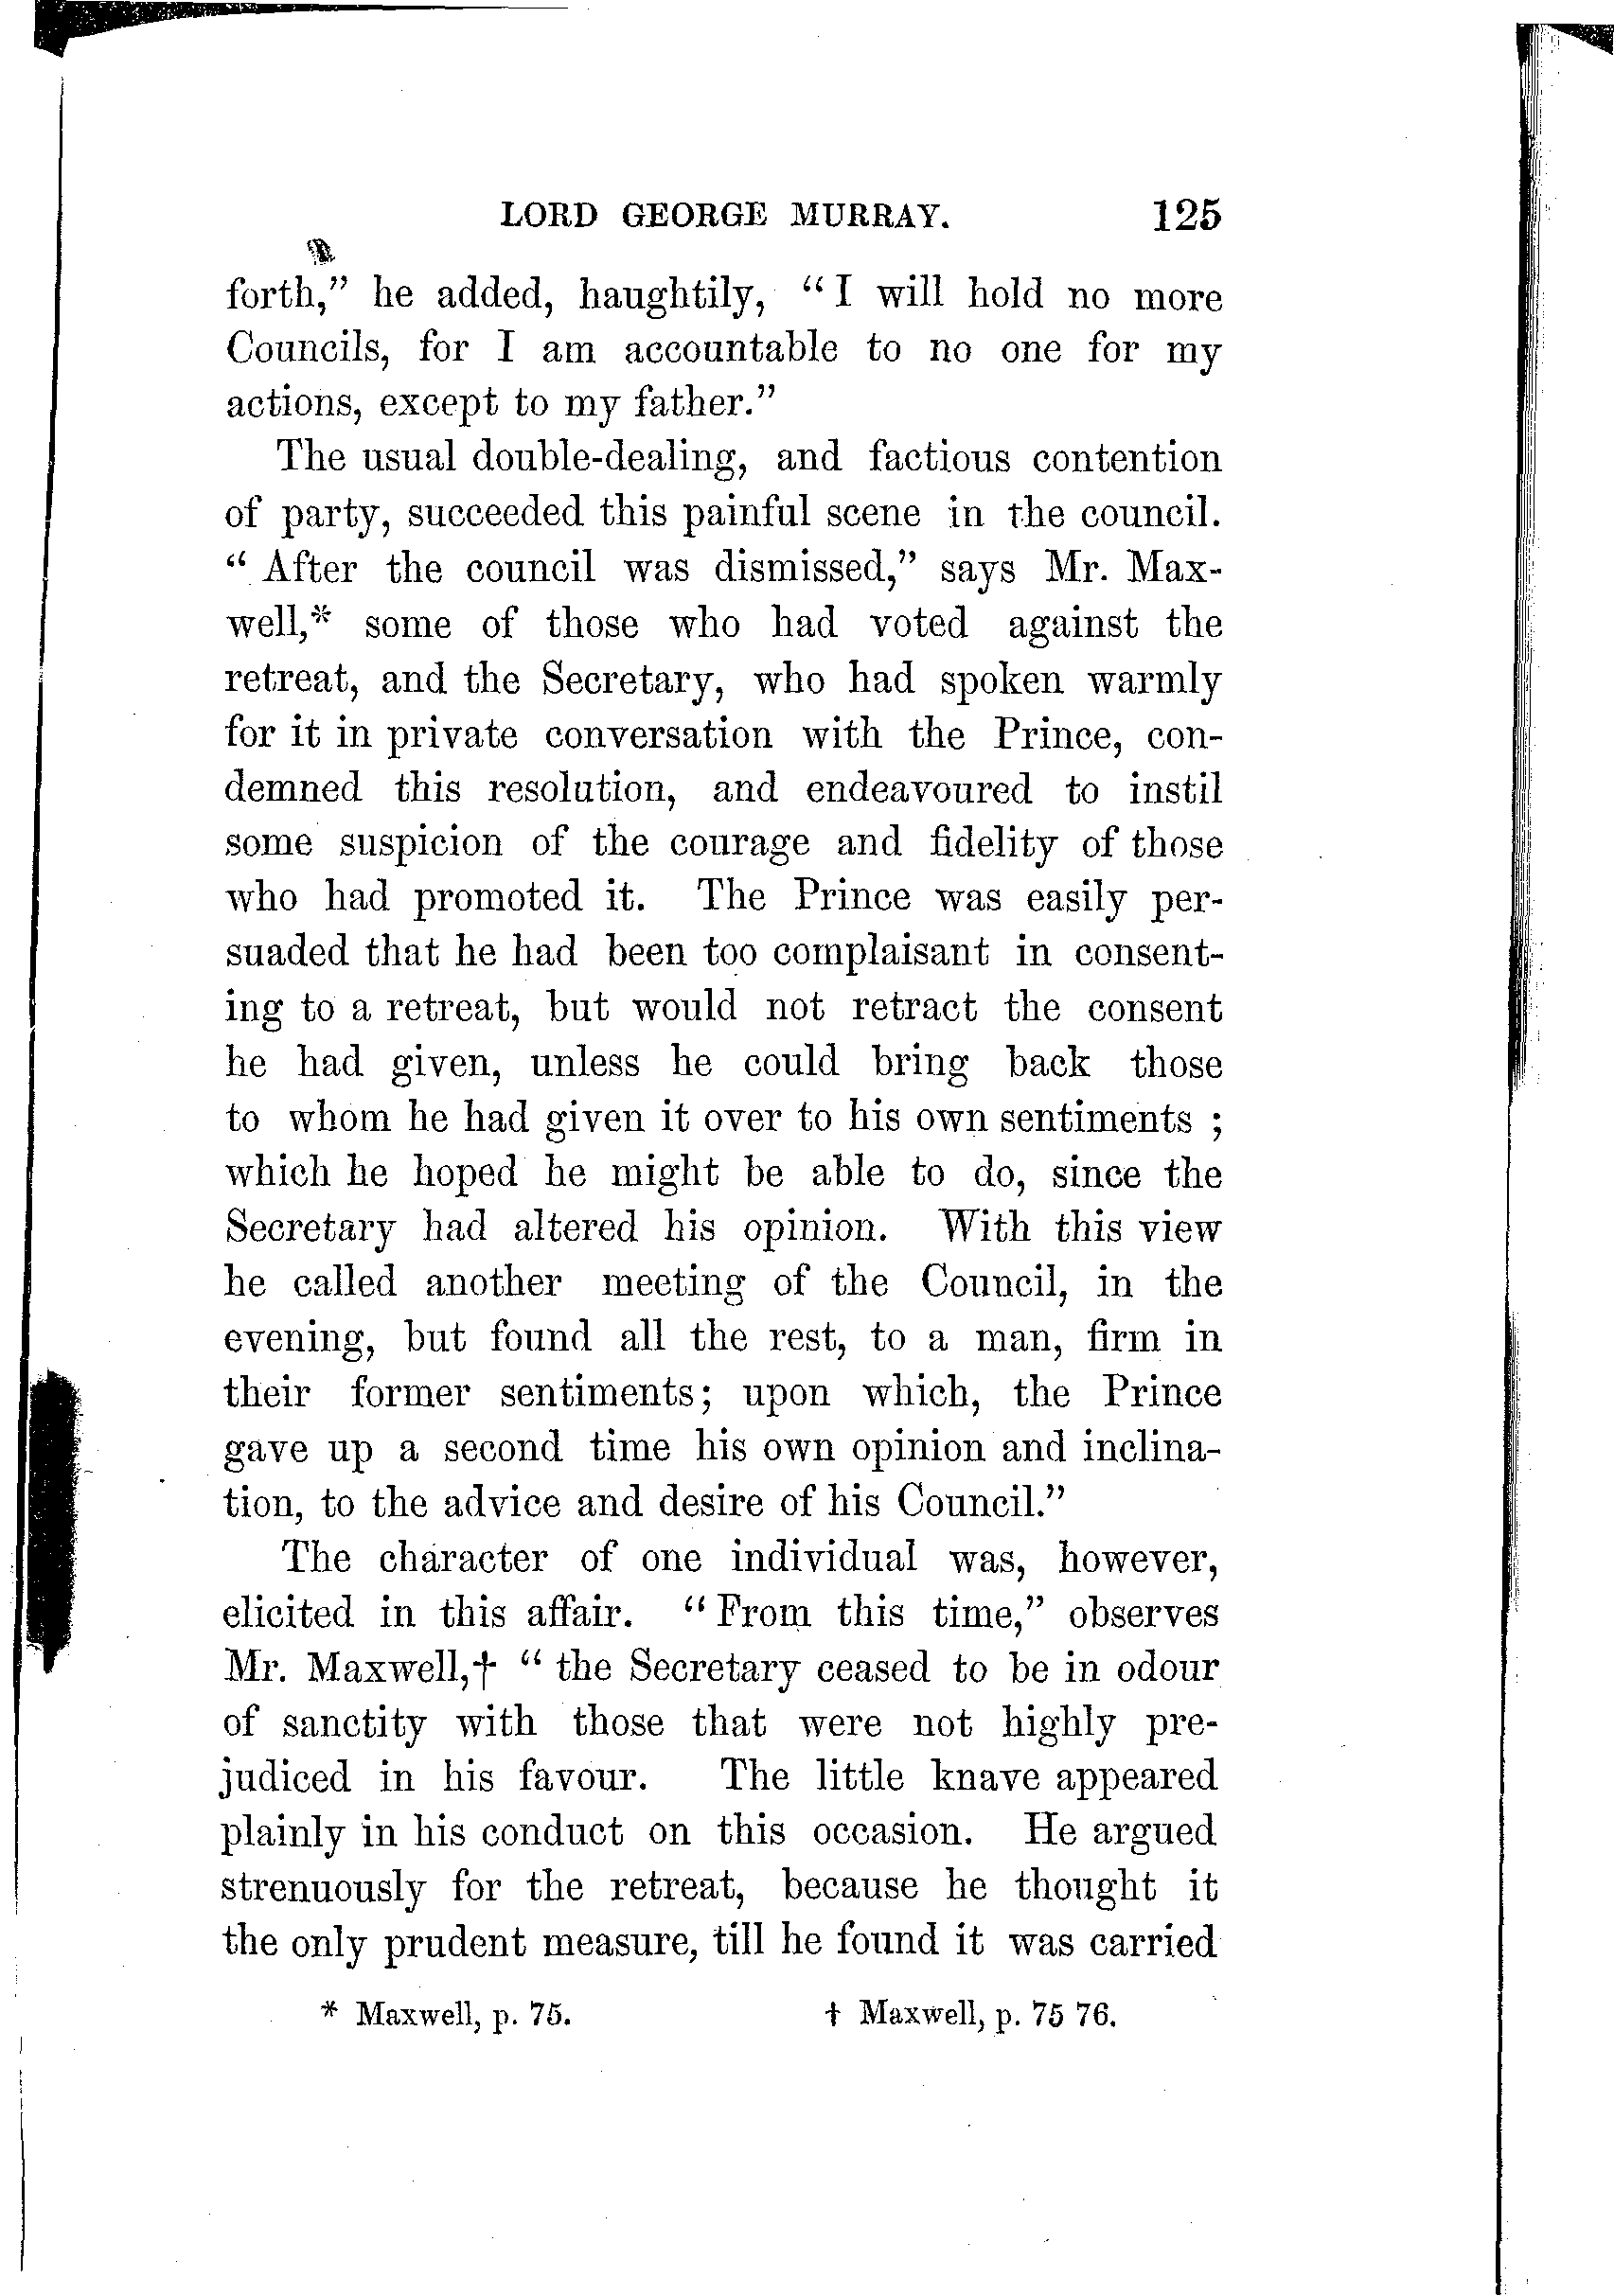 LORD GEORGE MURRAY. 125
forth,” he added, haughtily, “I will hold no more
Councils, for I am accountable to no one for my
actions, except to my father.”
The usual double-dealing, and factious contention
of party, succeeded this painful scene in the council.
“ After the council was dismissed,” says Mr. Max-
well,* some of those who had voted against the
retreat, and the Secretary, who had spoken warmly
for it in private conversation with the Prince, con-
demned this resolution, and endeavoured to instil
some suspicion of the courage and fidelity of those
who had promoted it. The Prince was easily per-
suaded that he had been too complaisant in consent-
ing to a retreat, but would not retract the consent
he had given, unless he could bring back those
to whom he had given it over to his own sentiments ;
which he hoped he might be able to do, since the
Secretary had altered his opinion. With this view
he called another meeting of the Council, in the
evening, but found all the rest, to a man, firm in
their former sentiments; upon which, the Prince
gave up a second time his own opinion and inclina-
tion, to the advice and desire of his Council.”
The character of one individual was, however,
elicited in this affair. “From this time,” observes
Mr. Maxwell,† “ the Secretary ceased to be in odour
of sanctity with those that were not highly pre-
judiced in his favour. The little knave appeared
plainly in his conduct on this occasion. He argued
strenuously for the retreat, because he thought it
the only prudent measure, till he found it was carried
* Maxwell, p. 75. † Maxwell, p. 75 76.